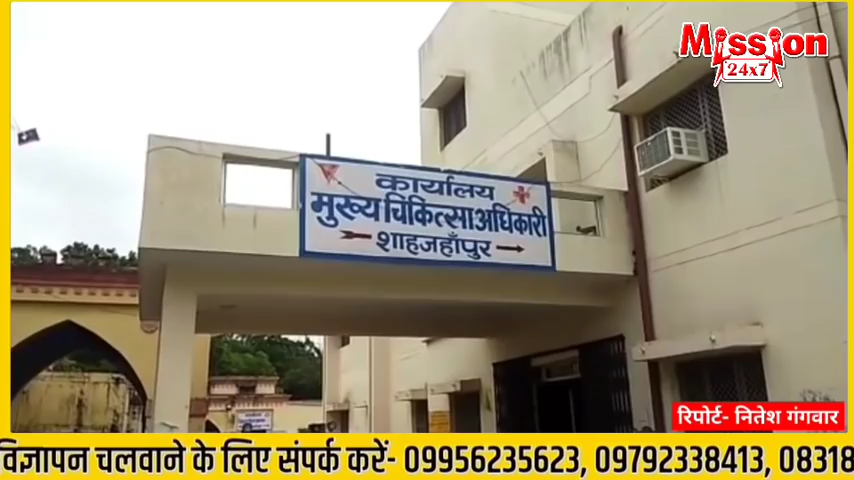 Mission
24x7
कार्यालय
मुख्य चिकित्सा अधिकारी
शाहजहाँपुर
रिपोर्ट- नितेश गंगवार
विज्ञापन चलवाने के लिए संपर्क करें- 09956235623, 09792338413, 08318